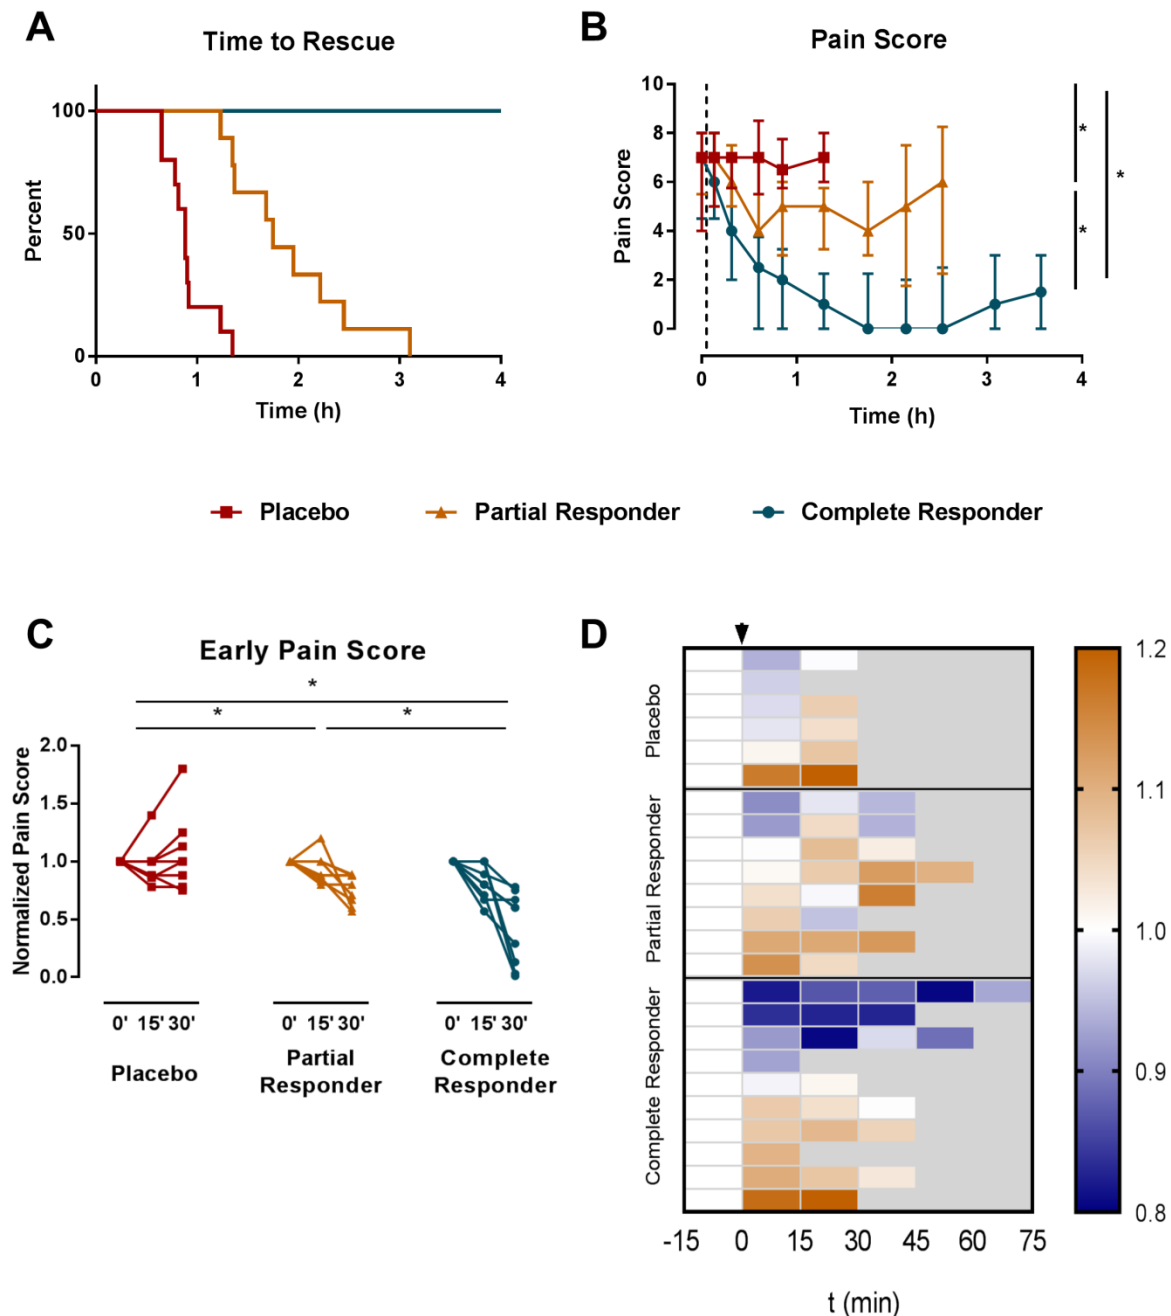 A
Time to Rescue
Percent
100
50
0
0 1 2 3 4
Time (h)
B
Pain Score
Pain Score
10
8
6
4
2
0
*
*
*
0 1 2 3 4
Time (h)
Placebo Partial Responder Complete Responder
C
Early Pain Score
*
* *
Normalized Pain Score
2.0
1.5
1.0
0.5
0.0
0' 15' 30' 0' 15' 30' 0' 15' 30'
Placebo
Partial
Responder
Complete
Responder
D
Placebo
Partial Responder
Complete Responder
-15 0 15 30 45 60 75
t (min)
1.2
1.1
1.0
0.9
0.8